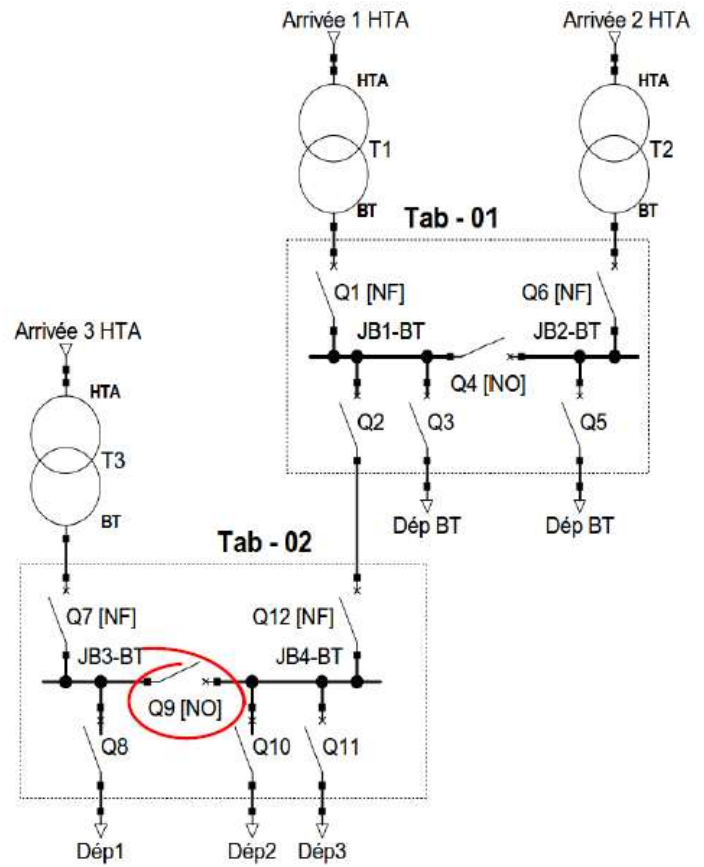 Arrivée 1 HTA
Arrivée 2 HTA
HTA
HTA
T1
T2
BT
BT
Tab - 01
Q1 [NF]
Q6 [NF]
Arrivée 3 HTA
JB1-BT
JB2-BT
HTA
Q4 [NO]
Q2
Q3
Q5
T3
BT
Dép BT
Dép BT
Tab - 02
Q7 [NF]
Q12 [NF]
JB3-BT
JB4-BT
Q9 [NO]
Q8
Q10
Q11
Dép1
Dép2
Dép3